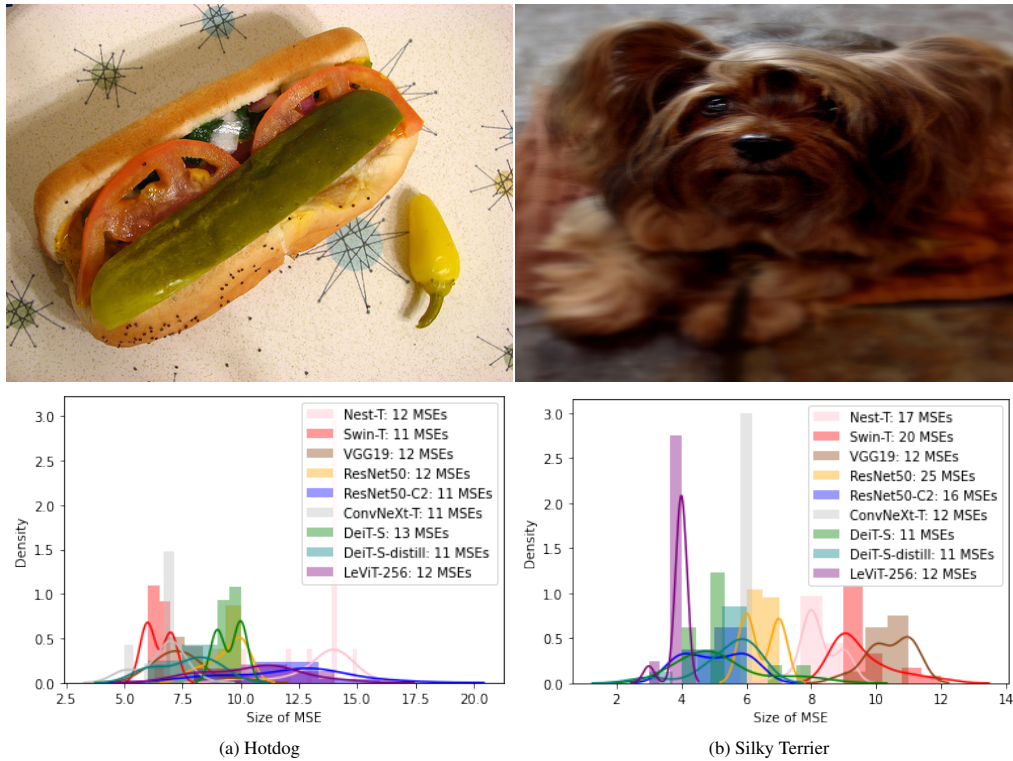 3.0
2.5
2.0
1.5
1.0
0.5
0.0
Density
2.5
5.0
7.5
10.0
12.5
15.0
17.5
20.0
Size of MSE
Nest-T: 12 MSEs
Swin-T: 11 MSEs
VGG19: 12 MSEs
ResNet50: 12 MSEs
ResNet50-C2: 11 MSEs
ConvNeXt-T: 11 MSEs
DeiT-S: 13 MSEs
DeiT-S-distill: 11 MSEs
LeViT-256: 12 MSEs
(a) Hotdog
3.0
2.5
2.0
1.5
1.0
0.5
0.0
Density
2
4
6
8
10
12
14
Size of MSE
Nest-T: 17 MSEs
Swin-T: 20 MSEs
VGG19: 12 MSEs
ResNet50: 25 MSEs
ResNet50-C2: 16 MSEs
ConvNeXt-T: 12 MSEs
DeiT-S: 11 MSEs
DeiT-S-distill: 11 MSEs
LeViT-256: 12 MSEs
(b) Silky Terrier